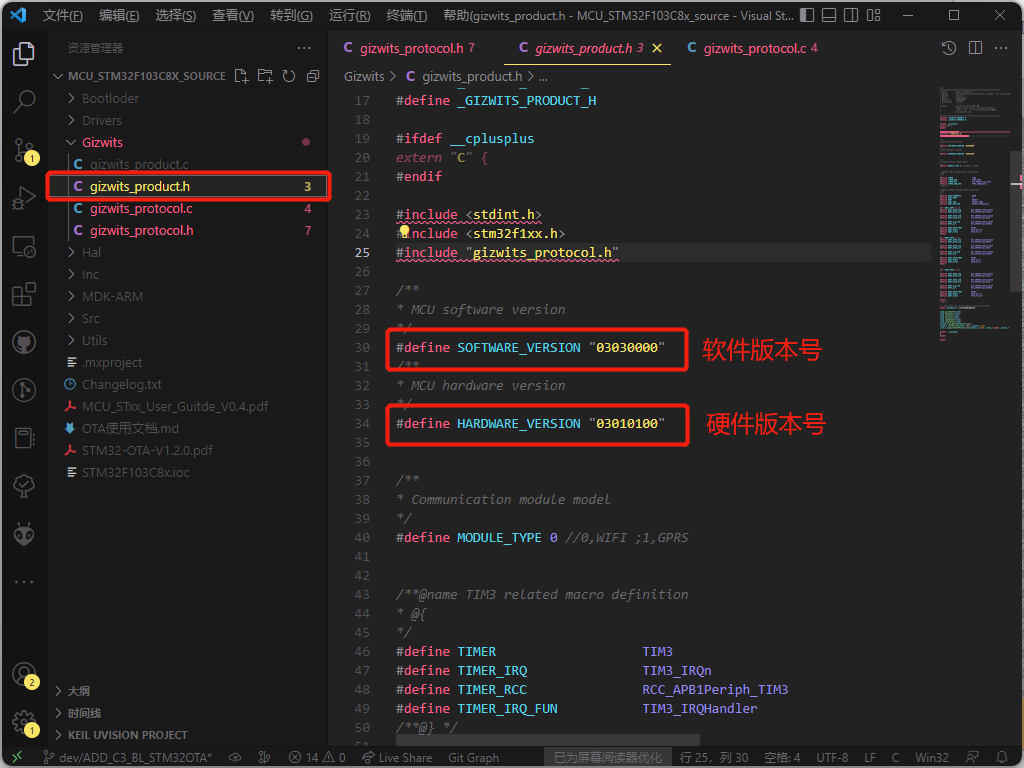 文件(F) 编辑(E) 选择(S) 查看(V) 转到(G) 运行(R) 终端(T) 帮助(H) gizwits_product.h - MCU_STM32F103C8x_source - Visual St...
资源管理器
MCU_STM32F103C8X_SOURCE
Bootloder
Drivers
Gizwits
C gizwits_product.c
C gizwits_product.h 3
C gizwits_protocol.c 4
C gizwits_protocol.h 7
Hal
Inc
MDK-ARM
Src
Utils
.mxproject
Changelog.txt
MCU_STxx_User_Guitde_V0.4.pdf
OTA使用文档.md
STM32-OTA-V1.2.0.pdf
STM32F103C8x.ioc
大纲
时间线
KEIL UVISION PROJECT
1
2
1
C gizwits_protocol.h 7 C gizwits_product.h 3 C gizwits_protocol.c 4
Gizwits > C gizwits_product.h > ...
17 #define _GIZWITS_PRODUCT_H
18
19 #ifdef __cplusplus
20 extern "C" {
21 #endif
22
23 #include <stdint.h>
24 #include <stm32f1xx.h>
25 #include "gizwits_protocol.h"
26
27 /**
28 * MCU software version
29 */
30 #define SOFTWARE_VERSION "03030000" 软件版本号
31 /**
32 * MCU hardware version
33 */
34 #define HARDWARE_VERSION "03010100" 硬件版本号
35
36
37 /**
38 * Communication module model
39 */
40 #define MODULE_TYPE 0 //0,WIFI ;1,GPRS
41
42
43 /**@name TIM3 related macro definition
44 * @{
45 */
46 #define TIMER TIM3
47 #define TIMER_IRQ TIM3_IRQn
48 #define TIMER_RCC RCC_APB1Periph_TIM3
49 #define TIMER_IRQ_FUN TIM3_IRQHandler
50 /**@} */
51
dev/ADD_C3_BL_STM32OTA* 14 0 Live Share Git Graph 已为屏幕阅读器优化 行 25，列 30 空格: 4 UTF-8 LF C Win32